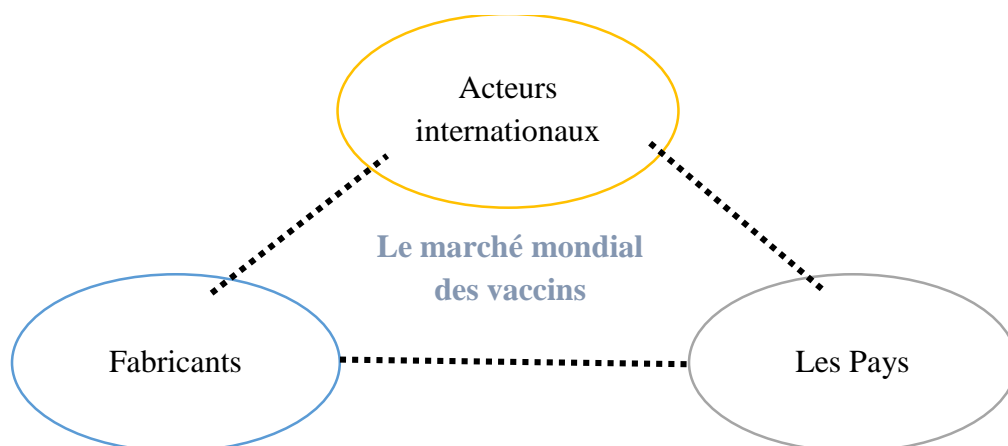 Acteurs
internationaux
Le marché mondial
des vaccins
Fabricants
Les Pays